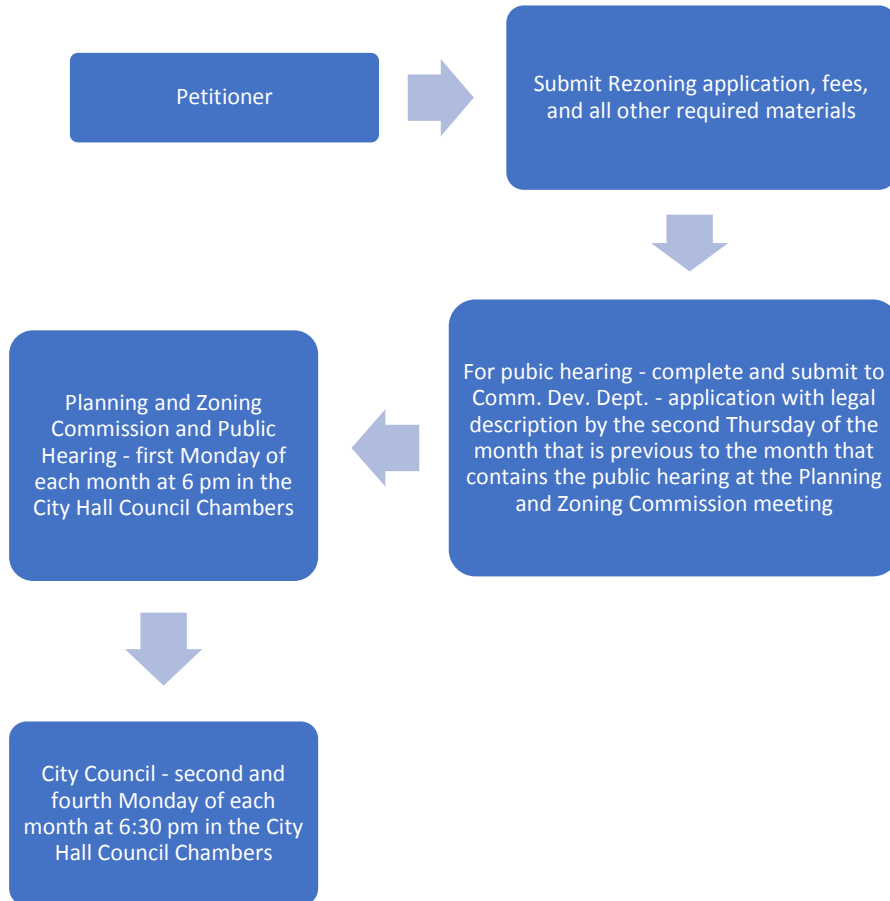 Petitioner
Submit Rezoning application, fees,
and all other required materials
For pubic hearing - complete and submit to
Comm. Dev. Dept. - application with legal
description by the second Thursday of the
month that is previous to the month that
contains the public hearing at the Planning
and Zoning Commission meeting
Planning and Zoning
Commission and Public
Hearing - first Monday of
each month at 6 pm in the
City Hall Council Chambers
City Council - second and
fourth Monday of each
month at 6:30 pm in the City
Hall Council Chambers